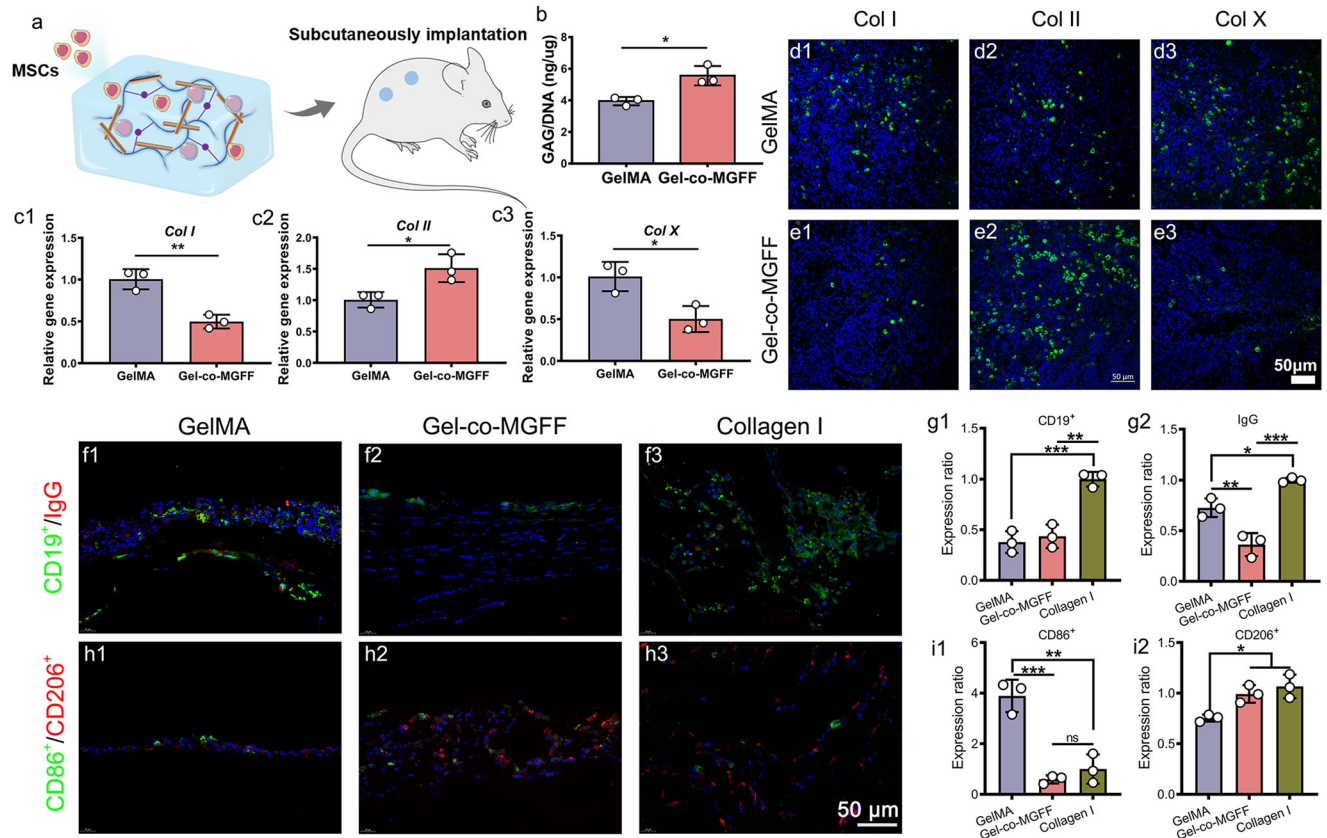 a
MSCs
Subcutaneously implantation
b
GAG/DNA (ng/ug)
8
6
4
2
0
*
GelMA
Gel-co-MGFF
Col I
Col II
Col X
GelMA
d1
d2
d3
Gel-co-MGFF
e1
e2
50 µm
e3
50µm
c1
Relative gene expression
Col I
1.5
1.0
0.5
0.0
**
GelMA
Gel-co-MGFF
c2
Relative gene expression
Col II
2.0
1.5
1.0
0.5
0.0
*
GelMA
Gel-co-MGFF
c3
Relative gene expression
Col X
1.5
1.0
0.5
0.0
*
GelMA
Gel-co-MGFF
GelMA
Gel-co-MGFF
Collagen I
CD19+/IgG
f1
f2
f3
CD86+/CD206+
h1
h2
h3
50 µm
g1
CD19+
Expression ratio
1.5
1.0
0.5
0.0
***
**
GelMA
Gel-co-MGFF
Collagen I
g2
IgG
Expression ratio
1.5
1.0
0.5
0.0
**
*
***
GelMA
Gel-co-MGFF
Collagen I
i1
CD86+
Expression ratio
6
4
2
1
0
***
**
ns
GelMA
Gel-co-MGFF
Collagen I
i2
CD206+
Expression ratio
1.5
1.0
0.5
0.0
*
GelMA
Gel-co-MGFF
Collagen I